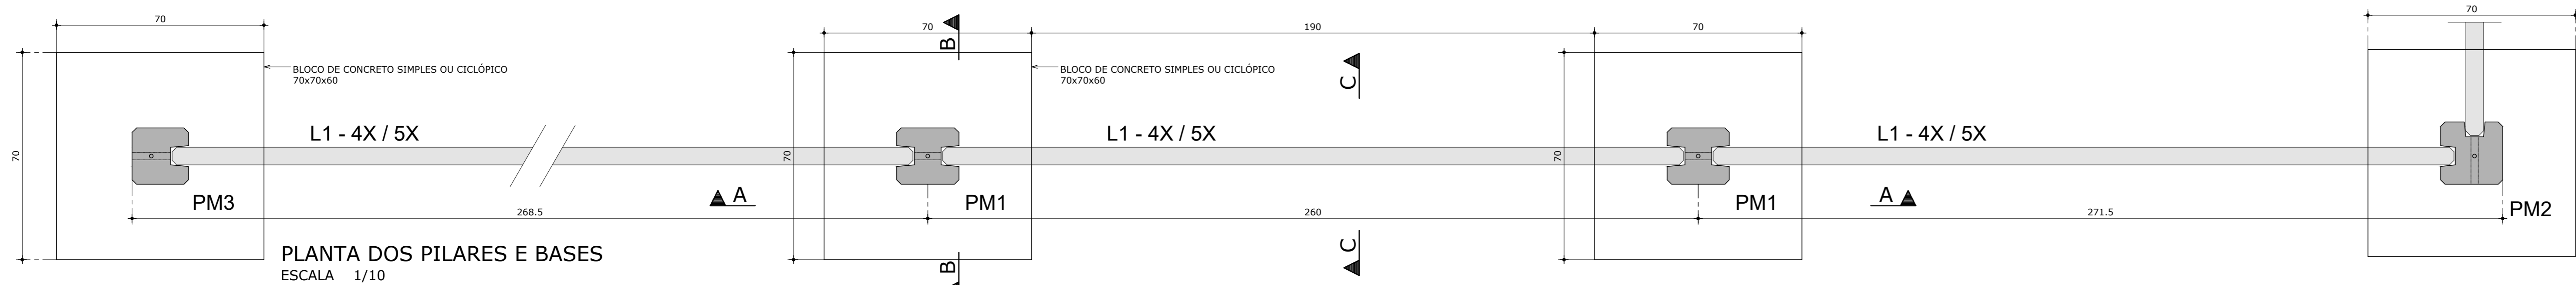 70
70
190
70
70
B
C
BLOCO DE CONCRETO SIMPLES OU CICLÓPICO
70x70x60
BLOCO DE CONCRETO SIMPLES OU CICLÓPICO
70x70x60
L1 - 4X / 5X
L1 - 4X / 5X
L1 - 4X / 5X
70
70
70
PM3
A
PM1
PM1
A
PM2
268.5
260
271.5
PLANTA DOS PILARES E BASES
ESCALA 1/10
B
C